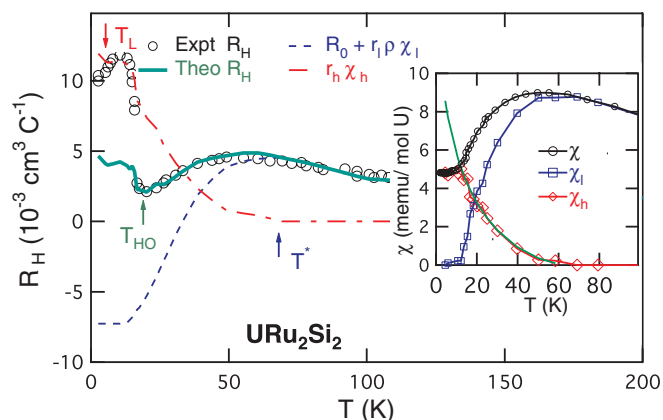 T_L
Expt R_H
Theo R_H
R_0 + r_l ρ χ_l
r_h χ_h
R_H (10^-3 cm^3 C^-1)
10
5
0
-5
-10
T_HO
T^*
URu_2Si_2
0
50
100
150
200
T (K)
χ (memu/ mol U)
10
8
6
4
2
0
χ
χ_l
χ_h
0
20
40
60
80
T (K)